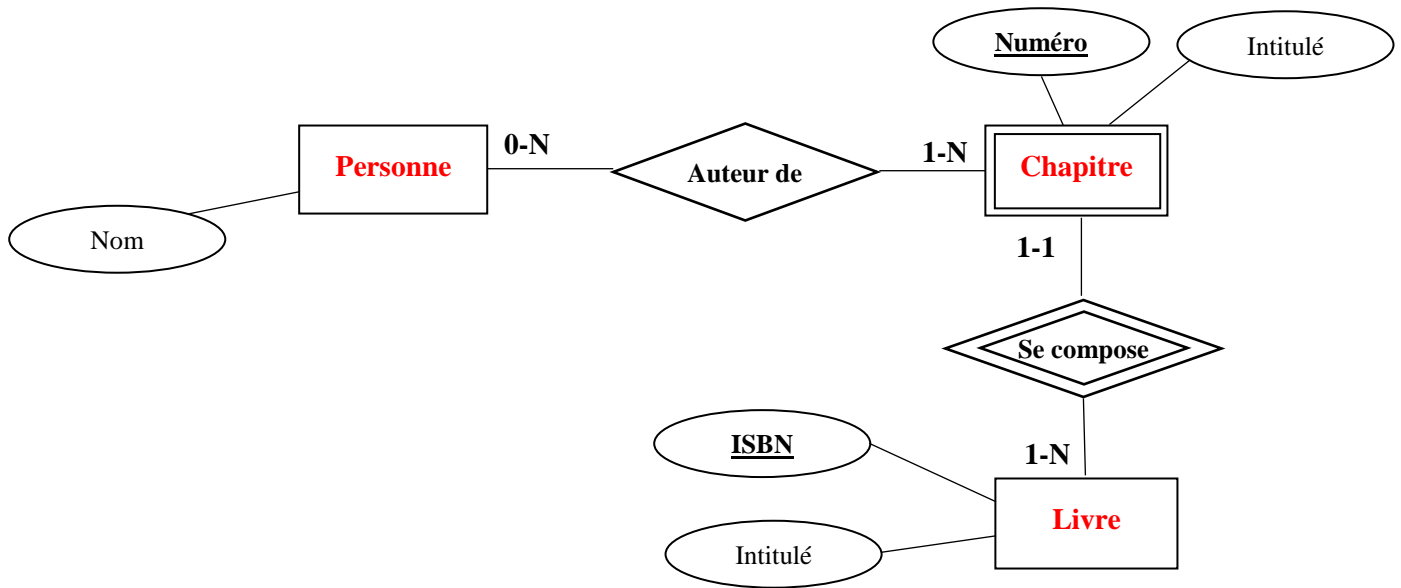 Numéro
Intitulé
Personne
0-N
Auteur de
1-N
Chapitre
Nom
1-1
Se compose
ISBN
1-N
Livre
Intitulé